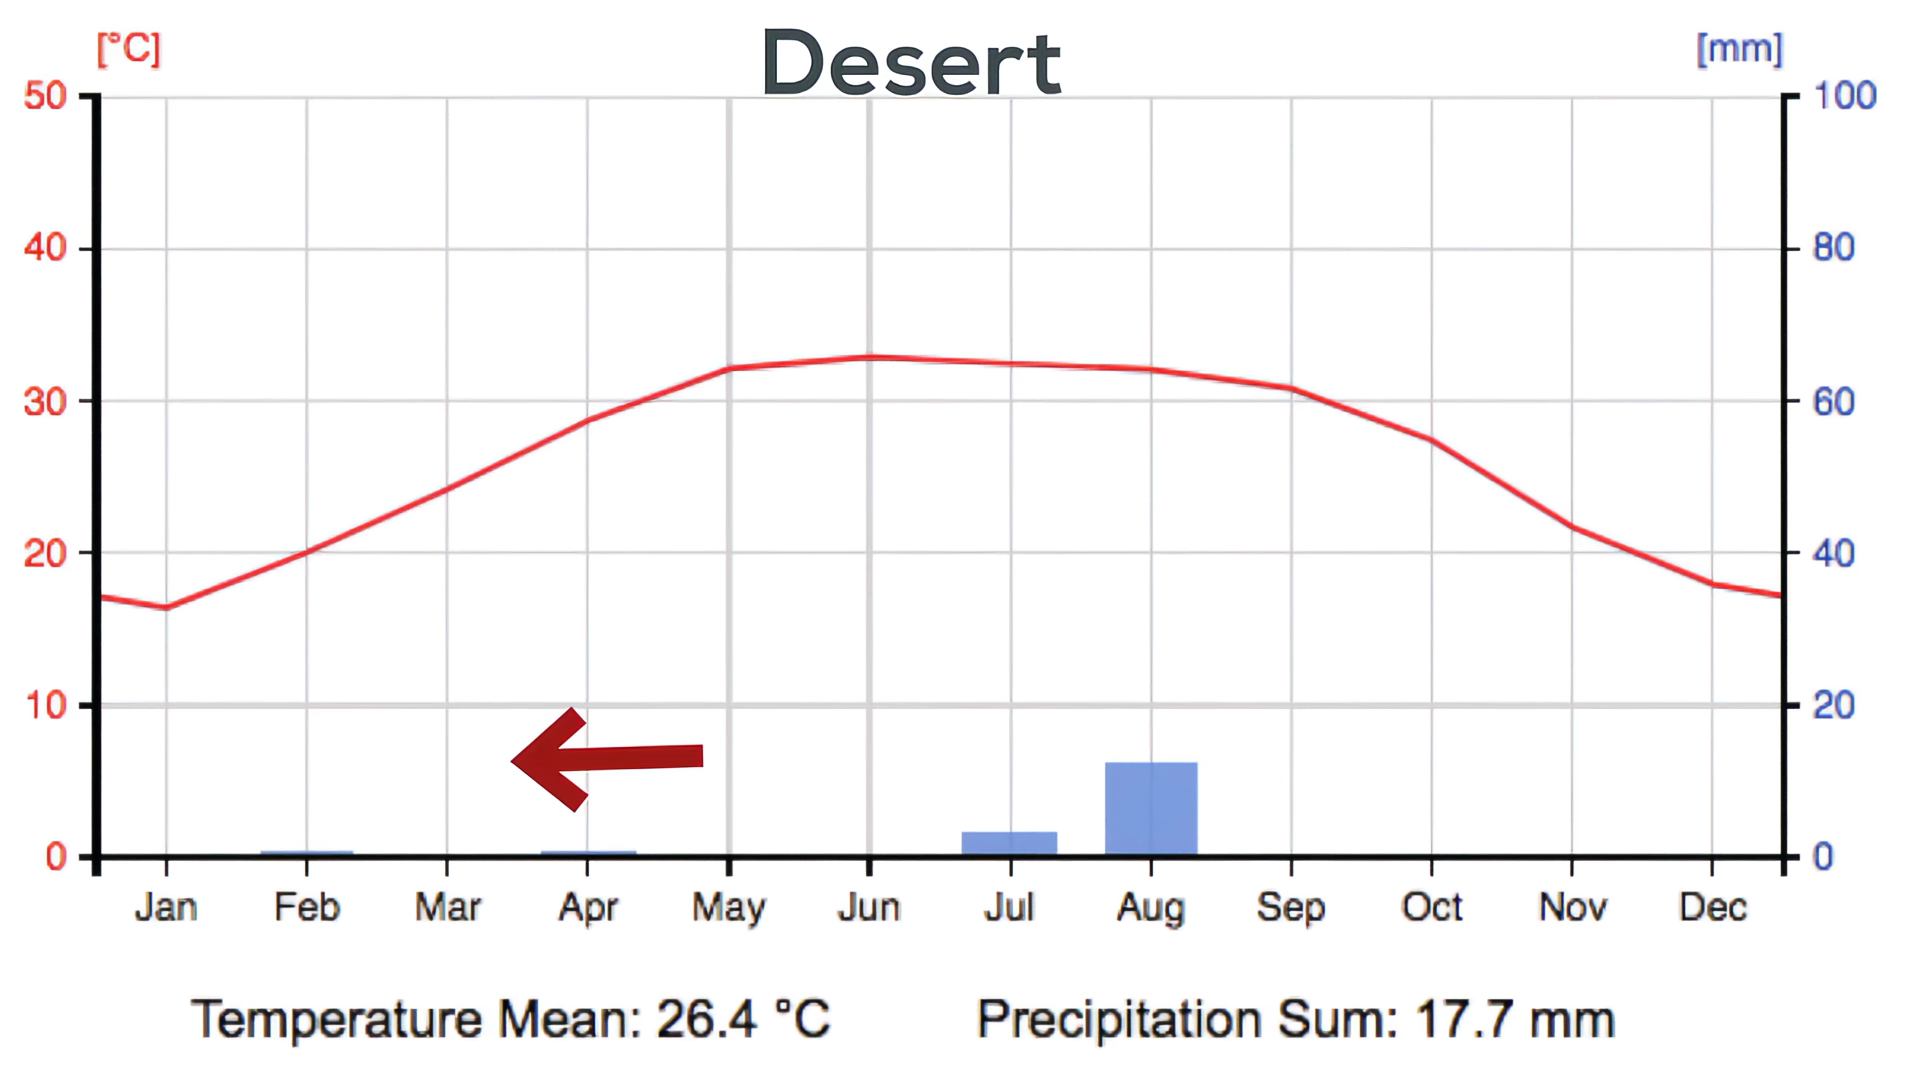 [°C]
Desert
[mm]
50
100
40
80
30
60
20
40
10
20
0
0
Jan Feb Mar Apr May Jun Jul Aug Sep Oct Nov Dec
Temperature Mean: 26.4 °C Precipitation Sum: 17.7 mm